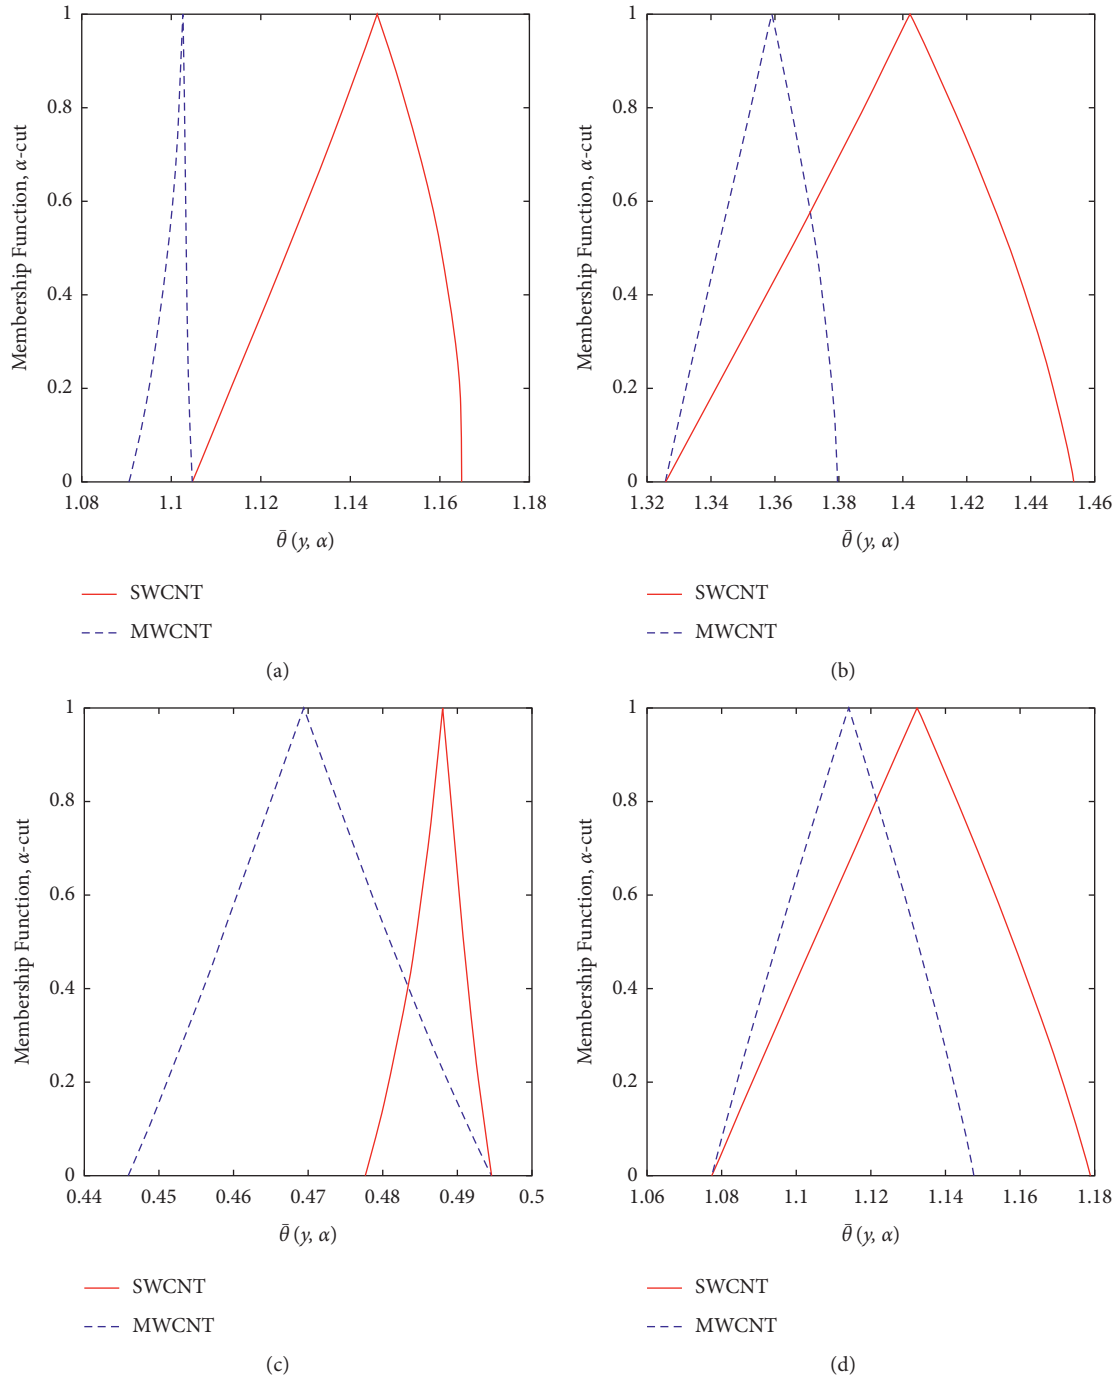 1
0.8
0.6
0.4
0.2
0
Membership Function, α-cut
1.08 1.1 1.12 1.14 1.16 1.18
θ̄ (y, α)
SWCNT
MWCNT
(a)
1
0.8
0.6
0.4
0.2
0
Membership Function, α-cut
1.32 1.34 1.36 1.38 1.4 1.42 1.44 1.46
θ̄ (y, α)
SWCNT
MWCNT
(b)
1
0.8
0.6
0.4
0.2
0
Membership Function, α-cut
0.44 0.45 0.46 0.47 0.48 0.49 0.5
θ̄ (y, α)
SWCNT
MWCNT
(c)
1
0.8
0.6
0.4
0.2
0
Membership Function, α-cut
1.06 1.08 1.1 1.12 1.14 1.16 1.18
θ̄ (y, α)
SWCNT
MWCNT
(d)